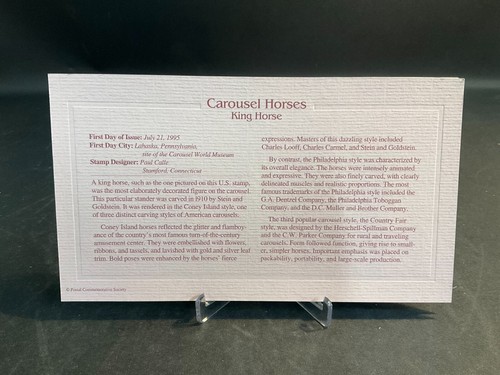 Carousel Horses
King Horse
First Day of Issue: July 21, 1995
First Day City: Lahaska, Pennsylvania,
site of the Carousel World Museum
Stamp Designer: Paul Calle
Stamford, Connecticut
A king horse, such as the one pictured on this U.S. stamp,
was the most elaborately decorated figure on the carousel.
This particular stander was carved in 1910 by Stein and
Goldstein. It was rendered in the Coney Island style, one
of three distinct carving styles of American carousels.
Coney Island horses reflected the glitter and flamboy-
ance of the country's most famous turn-of-the-century
amusement center. They were embellished with flowers,
ribbons, and tassels, and lavished with gold and silver leaf
trim. Bold poses were enhanced by the horses' fierce
expressions. Masters of this dazzling style included
Charles Looff, Charles Carmel, and Stein and Goldstein.
By contrast, the Philadelphia style was characterized by
its overall elegance. The horses were intensely animated
and expressive. They were also finely carved, with clearly
delineated muscles and realistic proportions. The most
famous trademarks of the Philadelphia style included the
G.A. Dentzel Company, the Philadelphia Toboggan
Company, and the D.C. Muller and Brother Company.
The third popular carousel style, the Country Fair
style, was designed by the Herschell-Spillman Company
and the C.W. Parker Company for rural and traveling
carousels. Form followed function, giving rise to small-
er, simpler horses. Important emphasis was placed on
packability, portability, and large-scale production.
© Postal Commemorative Society